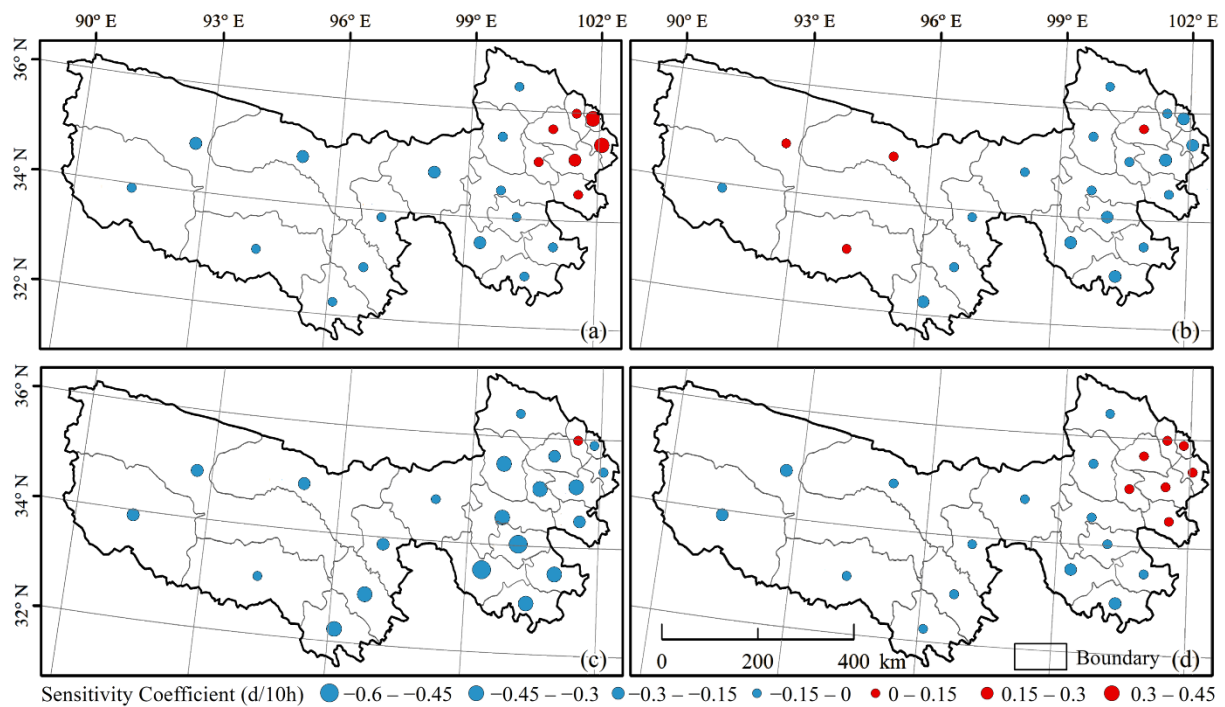 90° E 93° E 96° E 99° E 102° E 90° E 93° E 96° E 99° E 102° E
36° N
34° N
32° N
(a) (b)
36° N
34° N
32° N
0 200 400 km
Boundary
(c) (d)
Sensitivity Coefficient (d/10h) −0.6 – −0.45 −0.45 – −0.3 −0.3 – −0.15 −0.15 – 0 0 – 0.15 0.15 – 0.3 0.3 – 0.45